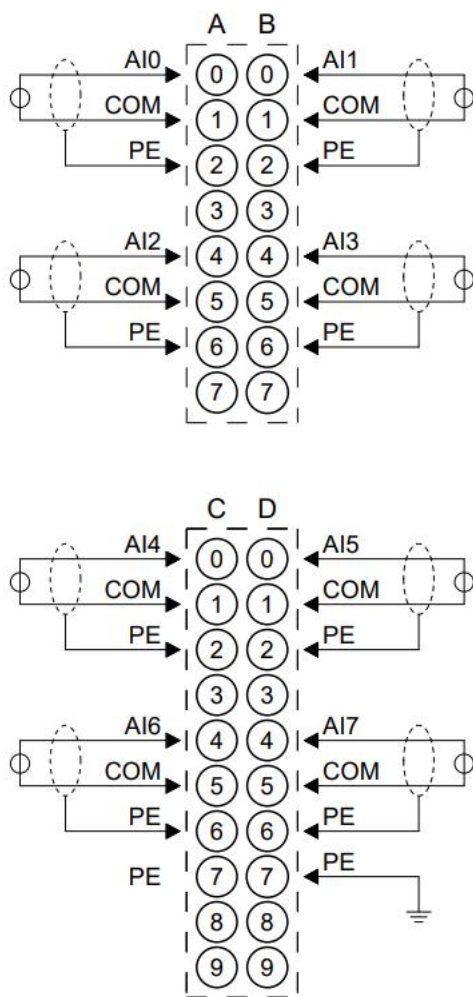 A B
AI0 0 0 AI1
COM 1 1 COM
PE 2 2 PE
3 3
AI2 4 4 AI3
COM 5 5 COM
PE 6 6 PE
7 7
C D
AI4 0 0 AI5
COM 1 1 COM
PE 2 2 PE
3 3
AI6 4 4 AI7
COM 5 5 COM
PE 6 6 PE
PE 7 7 PE
8 8
9 9